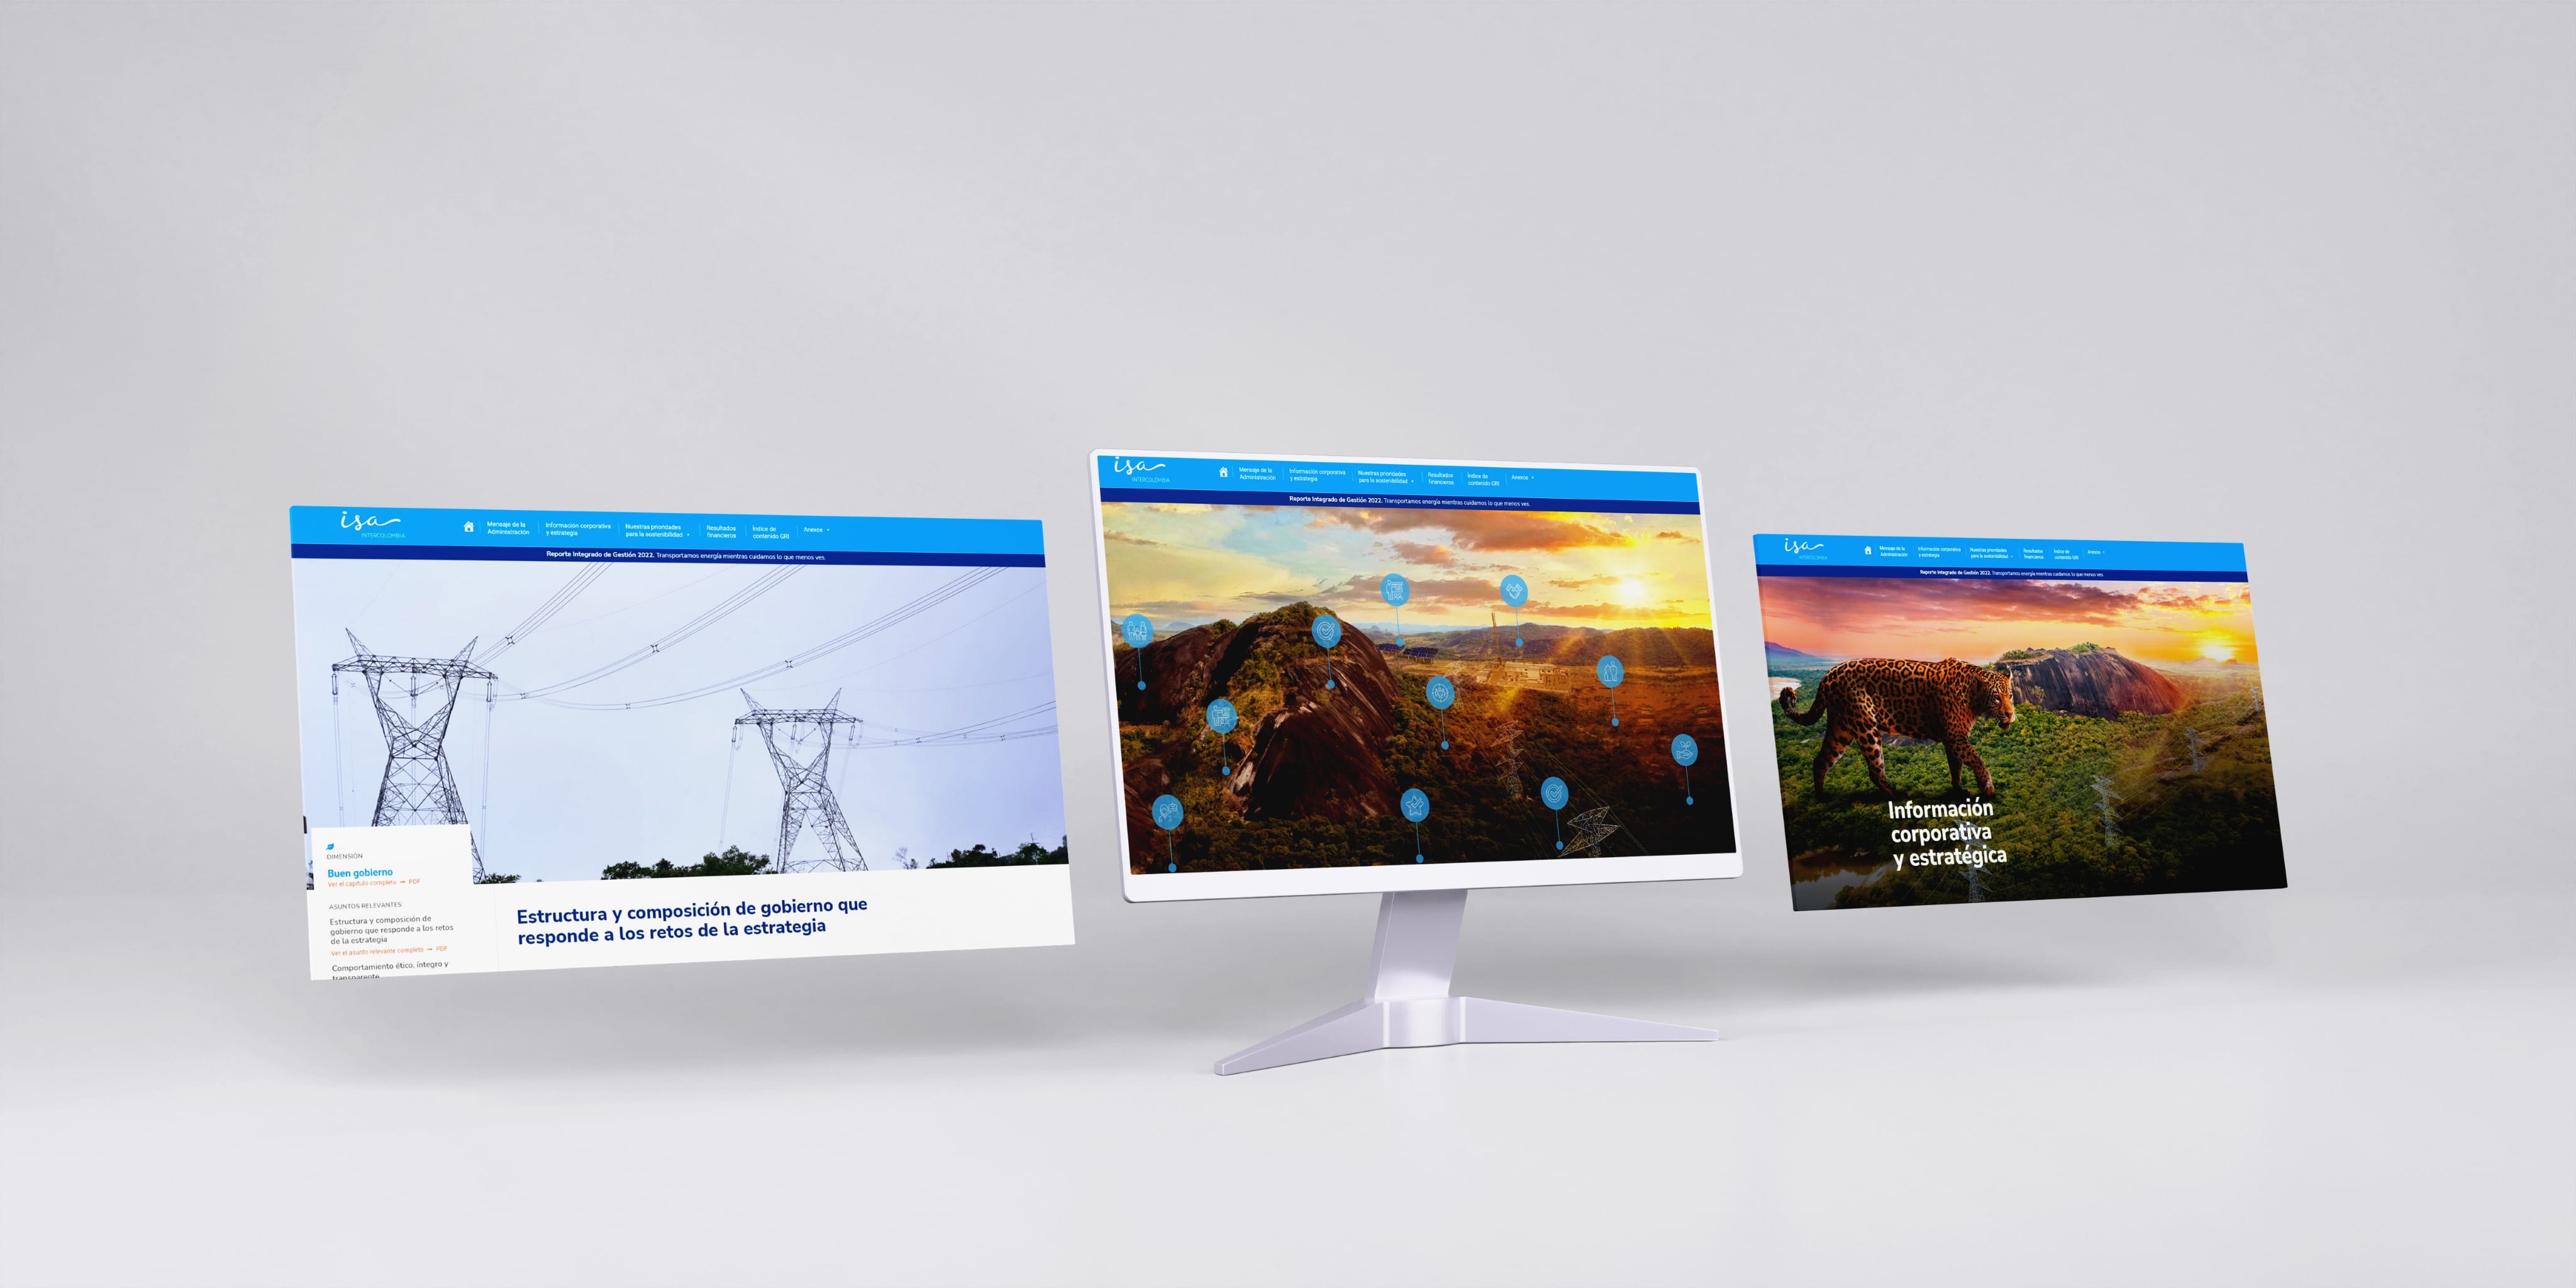 isa
INTERCOLOMBIA
Mensaje de la
Administración
Información corporativa
y estrategia
Nuestras prioridades
para la sostenibilidad
Resultados
financieros
Índice de
contenido GRI
Anexos
Reporte Integrado de Gestión 2022. Transportamos energía mientras cuidamos lo que menos ves.
DIMENSIÓN
Buen gobierno
Ver el capítulo completo → PDF
ASUNTOS RELEVANTES
Estructura y composición de
gobierno que responde a los retos
de la estrategia
Ver el asunto relevante completo → PDF
Comportamiento ético, íntegro y
transparente
Estructura y composición de gobierno que
responde a los retos de la estrategia
isa
INTERCOLOMBIA
Mensaje de la
Administración
Información corporativa
y estrategia
Nuestras prioridades
para la sostenibilidad
Resultados
financieros
Índice de
contenido GRI
Anexos
Reporte Integrado de Gestión 2022. Transportamos energía mientras cuidamos lo que menos ves.
isa
INTERCOLOMBIA
Mensaje de la
Administración
Información corporativa
y estrategia
Nuestras prioridades
para la sostenibilidad
Resultados
financieros
Índice de
contenido GRI
Anexos
Reporte Integrado de Gestión 2022. Transportamos energía mientras cuidamos lo que menos ves.
Información
corporativa
y estratégica